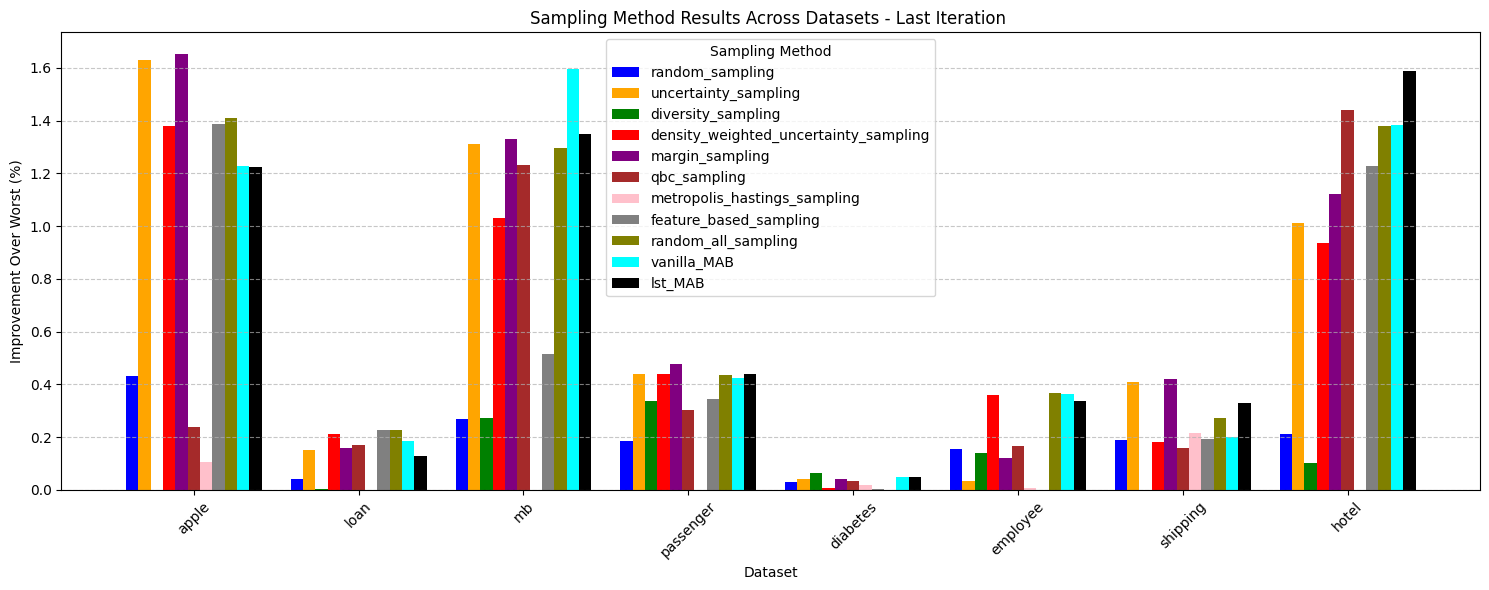 Sampling Method Results Across Datasets - Last Iteration
Improvement Over Worst (%)
1.6
1.4
1.2
1.0
0.8
0.6
0.4
0.2
0.0
Sampling Method
random_sampling
uncertainty_sampling
diversity_sampling
density_weighted_uncertainty_sampling
margin_sampling
qbc_sampling
metropolis_hastings_sampling
feature_based_sampling
random_all_sampling
vanilla_MAB
lst_MAB
apple
loan
mb
passenger
diabetes
employee
shipping
hotel
Dataset